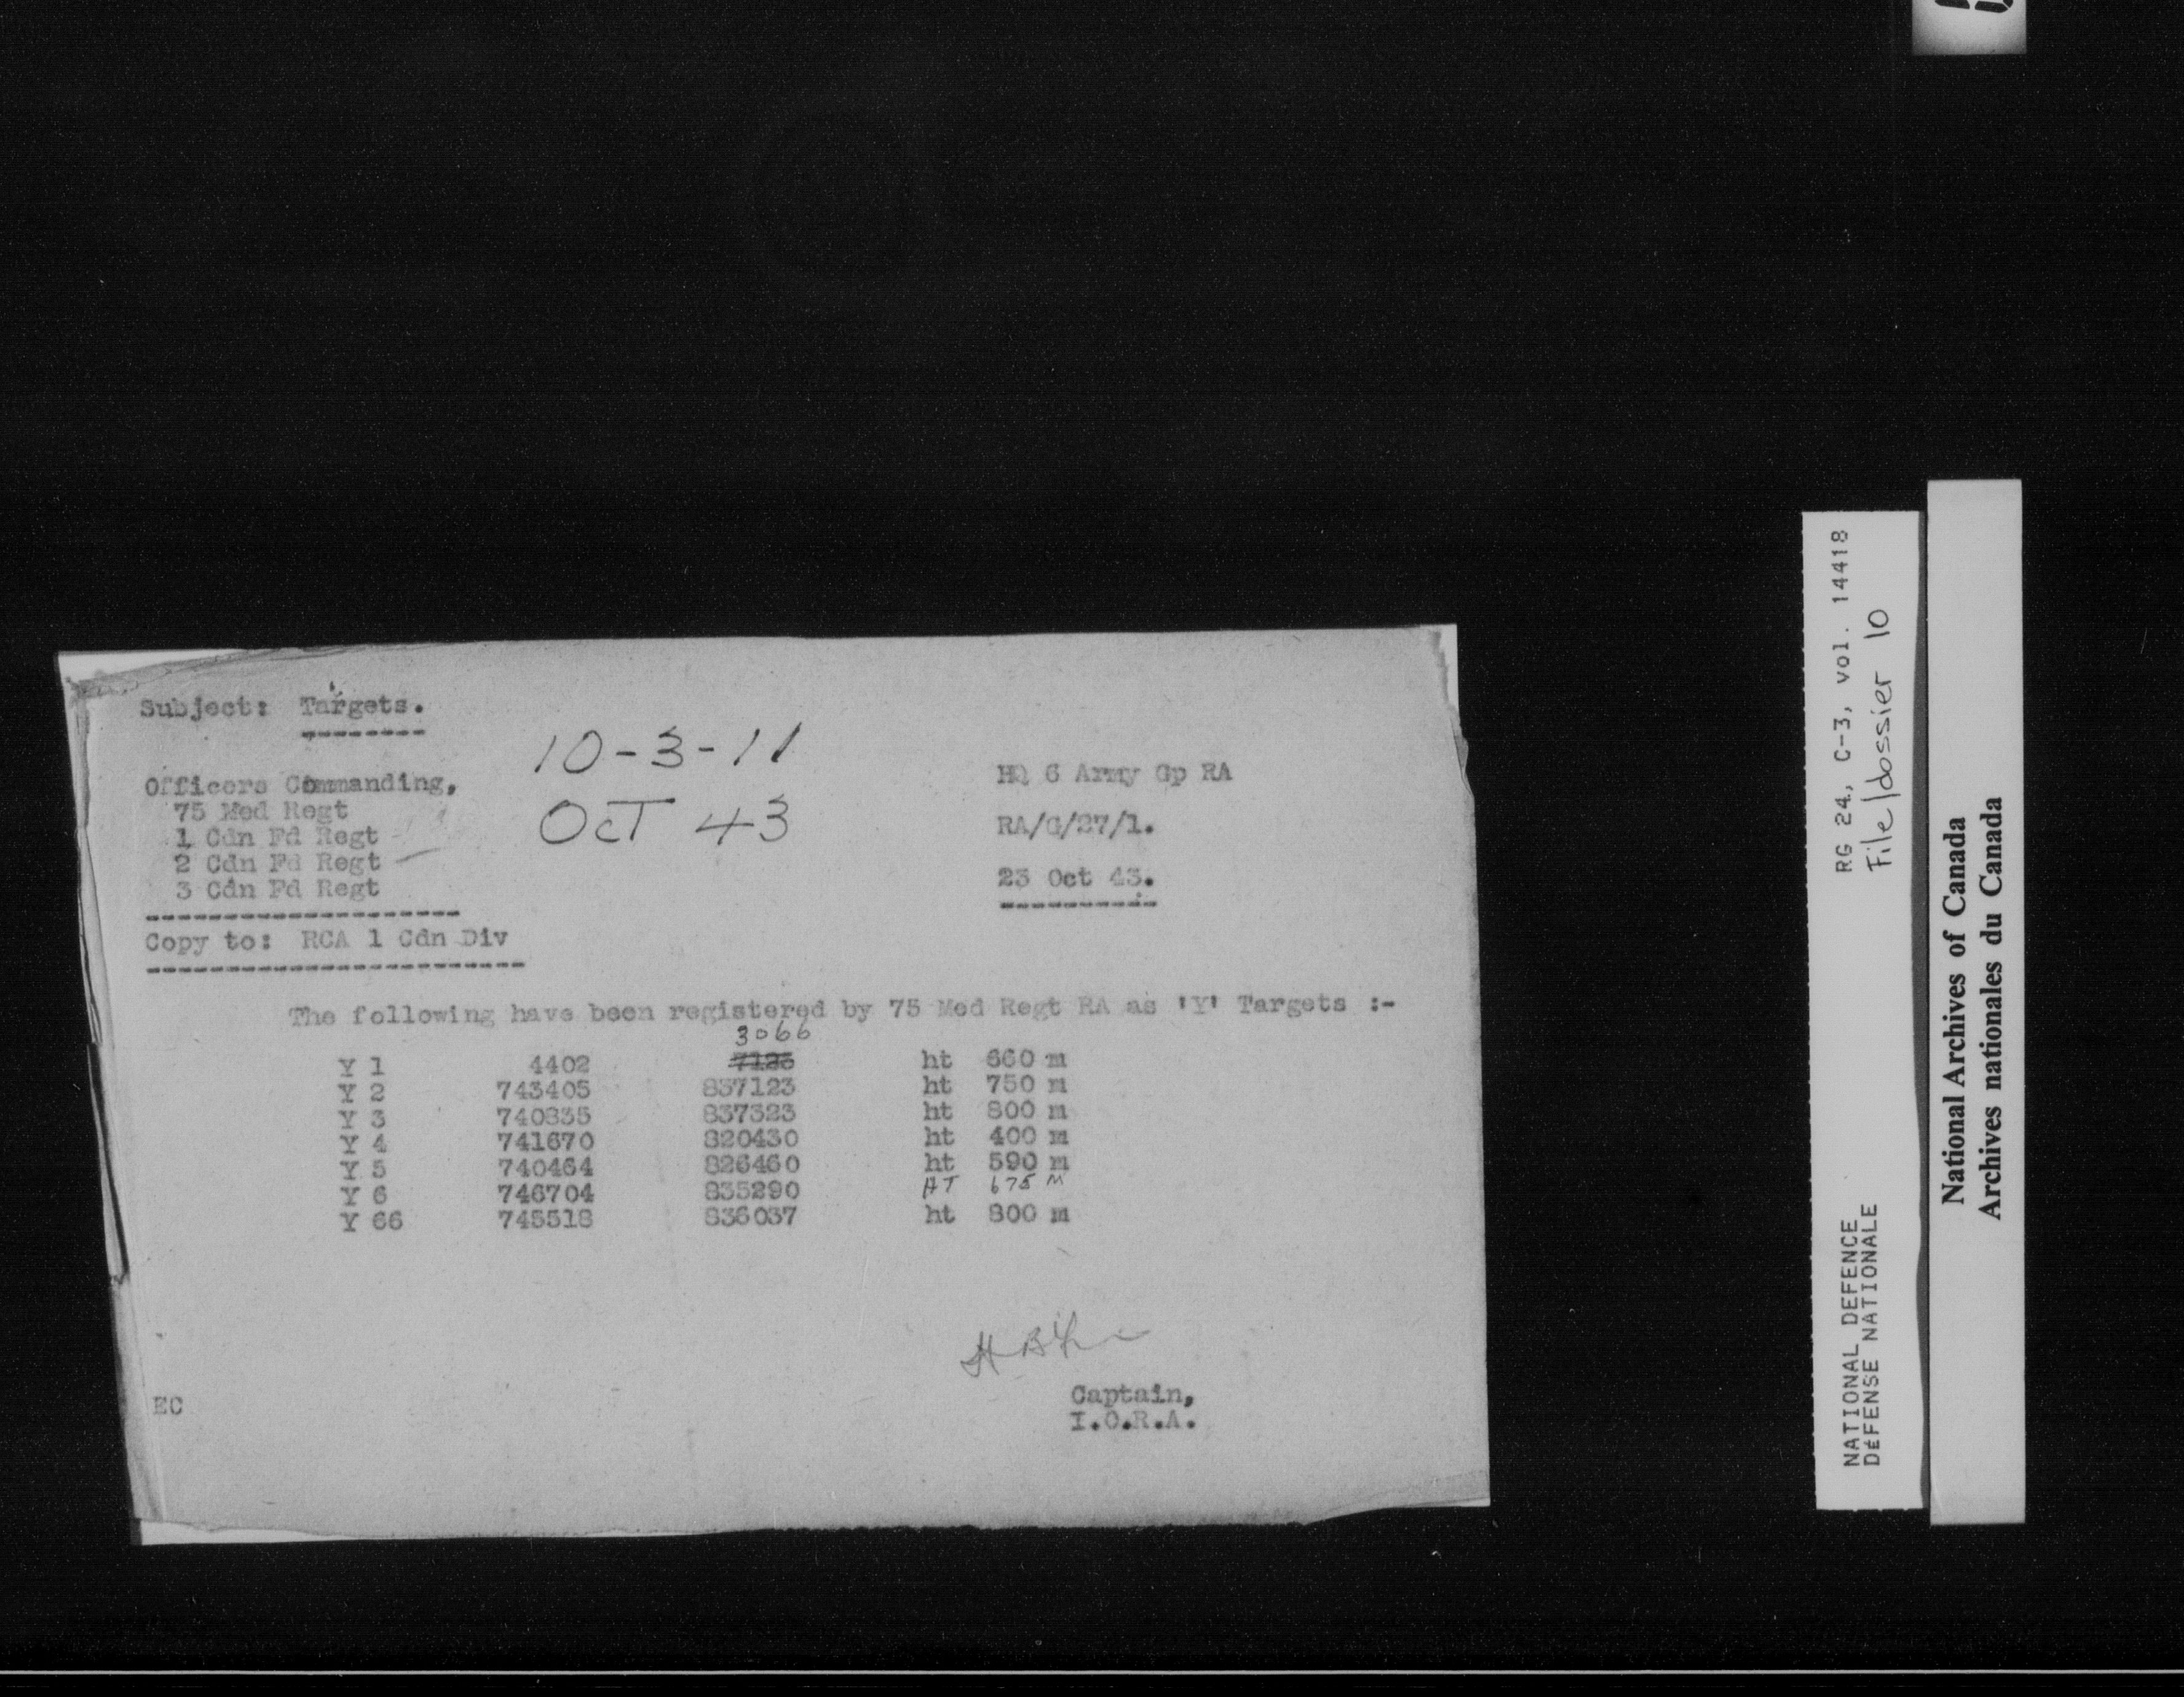 Subject: Targets.
10-3-11
OCT 43
Officers Commanding,
75 Med Regt
1 Cdn Fd Regt
2 Cdn Fd Regt
3 Cdn Fd Regt
HQ 6 Army Gp RA
RA/G/27/1.
23 Oct 43.
Copy to: RCA 1 Cdn Div
The following have been registered by 75 Med Regt RA as 'Y' Targets :-
3066
Y 1 4402 7123 ht 660 m
Y 2 743405 837123 ht 750 m
Y 3 740835 837323 ht 800 m
Y 4 741670 820430 ht 400 m
Y 5 740464 826460 ht 590 m
Y 6 746704 835290 HT 675 M
Y 66 745518 836037 ht 800 m
Captain,
I.O.R.A.
EC
RG 24, C-3, vol. 14418
File/dossier 10
NATIONAL DEFENCE
DÉFENSE NATIONALE
National Archives of Canada
Archives nationales du Canada